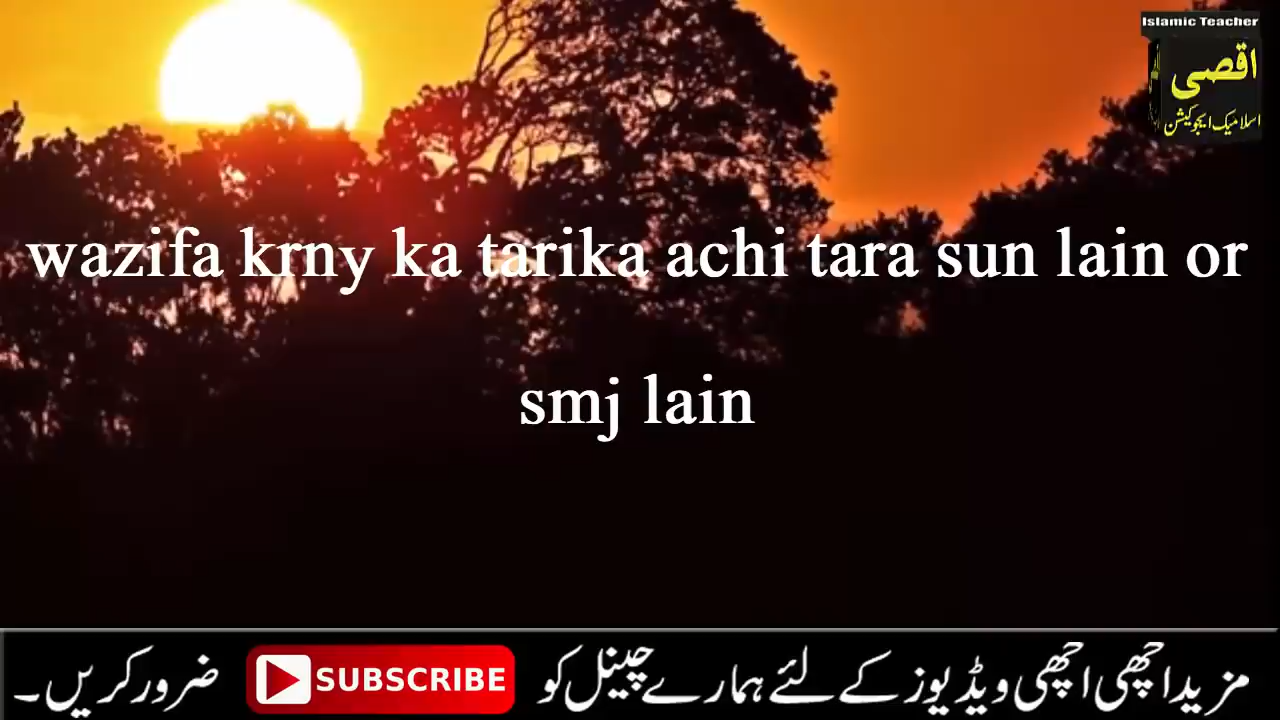 Islamic Teacher
اقصی
اسلامیک ایجوکیشن
wazifa krny ka tarika achi tara sun lain or
smj lain
مزید اچھی اچھی ویڈیوز کے لئے ہمارے چینل کو SUBSCRIBE ضرور کریں۔